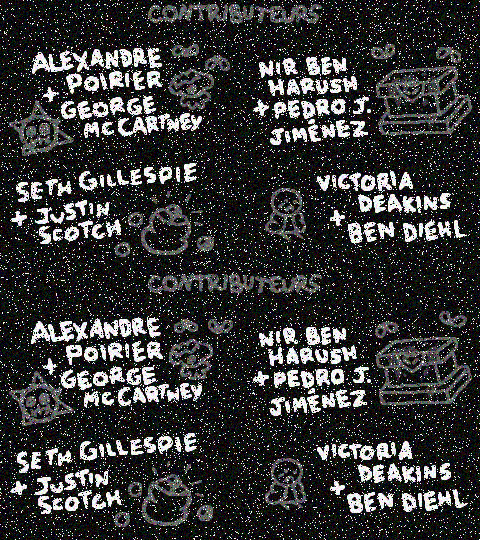 CONTRIBUTEURS
ALEXANDRE
POIRIER
+ GEORGE
MCCARTNEY
NIR BEN
HARUSH
+ PEDRO J.
JIMÉNEZ
SETH GILLESPIE
+ JUSTIN
SCOTCH
VICTORIA
DEAKINS
+ BEN DIEHL
CONTRIBUTEURS
ALEXANDRE
POIRIER
+ GEORGE
MCCARTNEY
NIR BEN
HARUSH
+ PEDRO J.
JIMÉNEZ
SETH GILLESPIE
+ JUSTIN
SCOTCH
VICTORIA
DEAKINS
+ BEN DIEHL